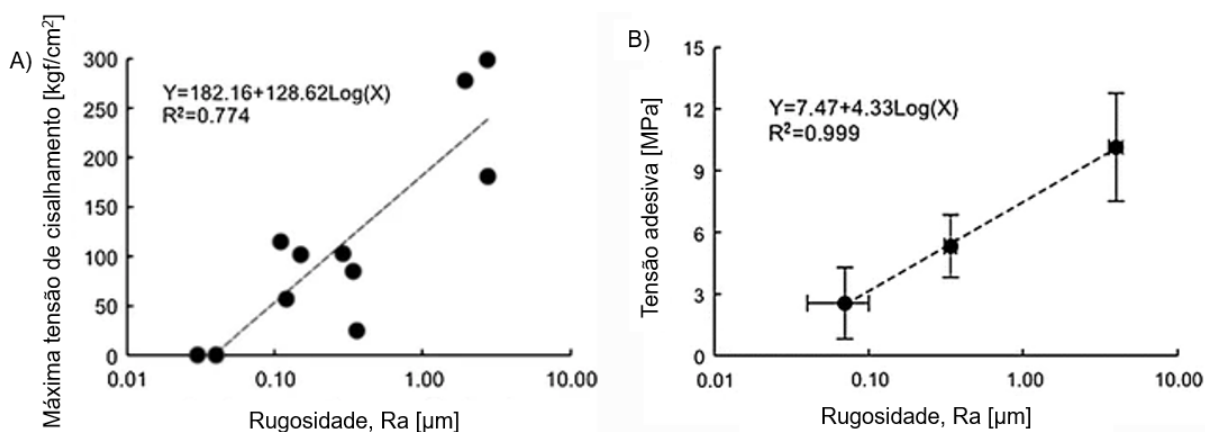 A)
Máxima tensão de cisalhamento [kgf/cm²]
300
250
200
150
100
50
0
Y=182.16+128.62Log(X)
R²=0.774
0.01
0.10
1.00
10.00
Rugosidade, Ra [µm]
B)
Tensão adesiva [MPa]
15
12
9
6
3
0
Y=7.47+4.33Log(X)
R²=0.999
0.01
0.10
1.00
10.00
Rugosidade, Ra [µm]